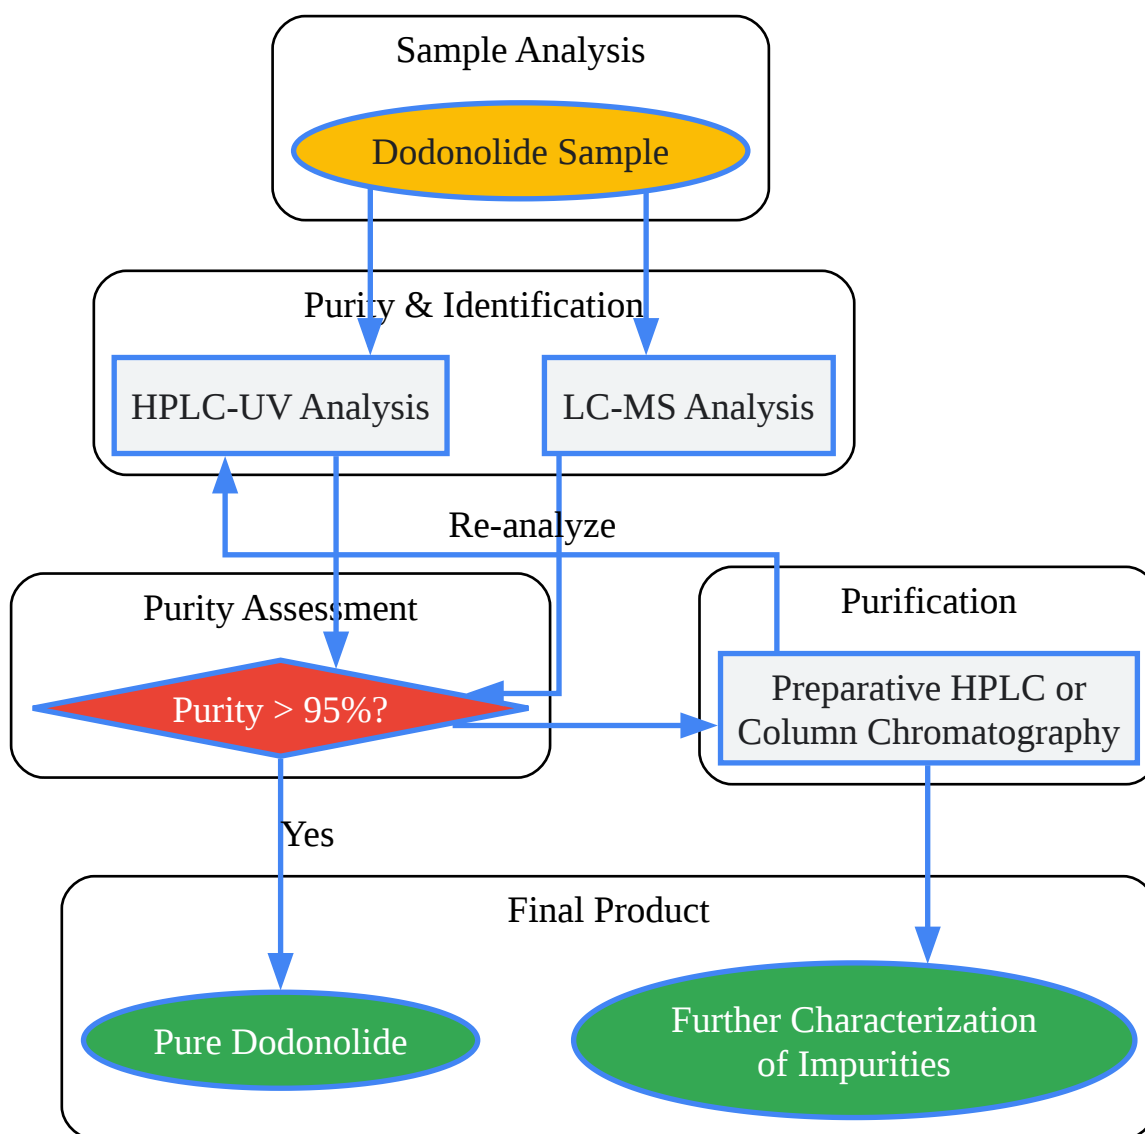 Sample Analysis
Dodonolide Sample
Purity & Identification
HPLC-UV Analysis
LC-MS Analysis
Re-analyze
Purity Assessment
Purification
Purity > 95%?
Preparative HPLC or
Column Chromatography
Yes
Final Product
Pure Dodonolide
Further Characterization
of Impurities